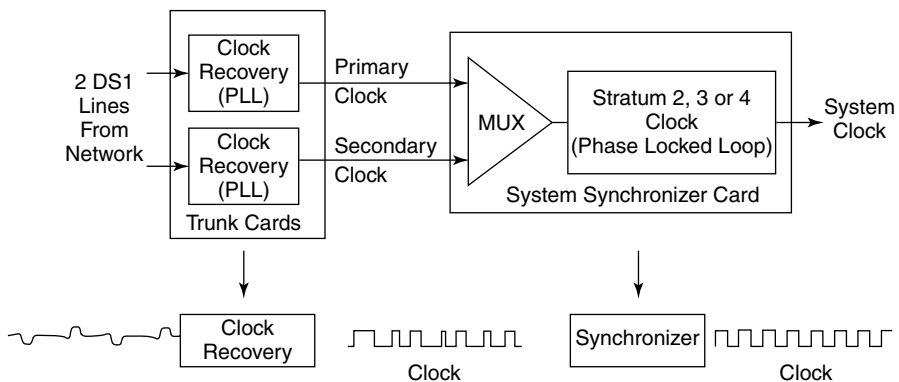 2 DS1
Lines
From
Network
Clock
Recovery
(PLL)
Clock
Recovery
(PLL)
Trunk Cards
Primary
Clock
Secondary
Clock
MUX
Stratum 2, 3 or 4
Clock
(Phase Locked Loop)
System Synchronizer Card
System
Clock
Clock
Recovery
Clock
Synchronizer
Clock